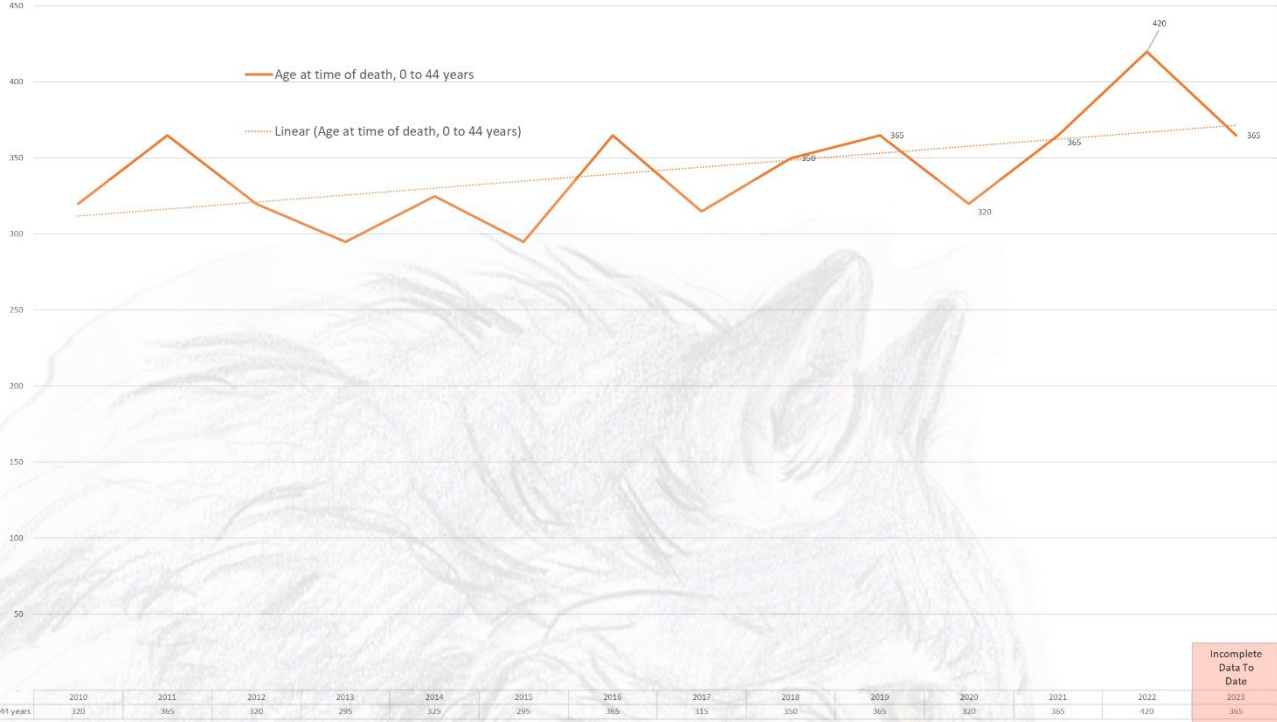 450
420
400
Age at time of death, 0 to 44 years
Linear (Age at time of death, 0 to 44 years)
365
365
350
350
365
320
300
250
200
150
100
50
Incomplete
Data To
Date
2010 2011 2012 2013 2014 2015 2016 2017 2018 2019 2020 2021 2022 2023
44 years 320 365 320 295 325 295 365 315 350 365 320 365 420 365